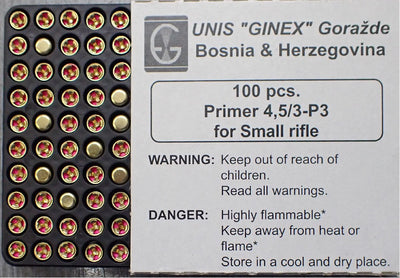 UNIS "GINEX" Goražde
Bosnia & Herzegovina
G
100 pcs.
Primer 4,5/3-P3
for Small rifle
WARNING: Keep out of reach of
children.
Read all warnings.
DANGER: Highly flammable*
Keep away from heat or
flame*
Store in a cool and dry place.